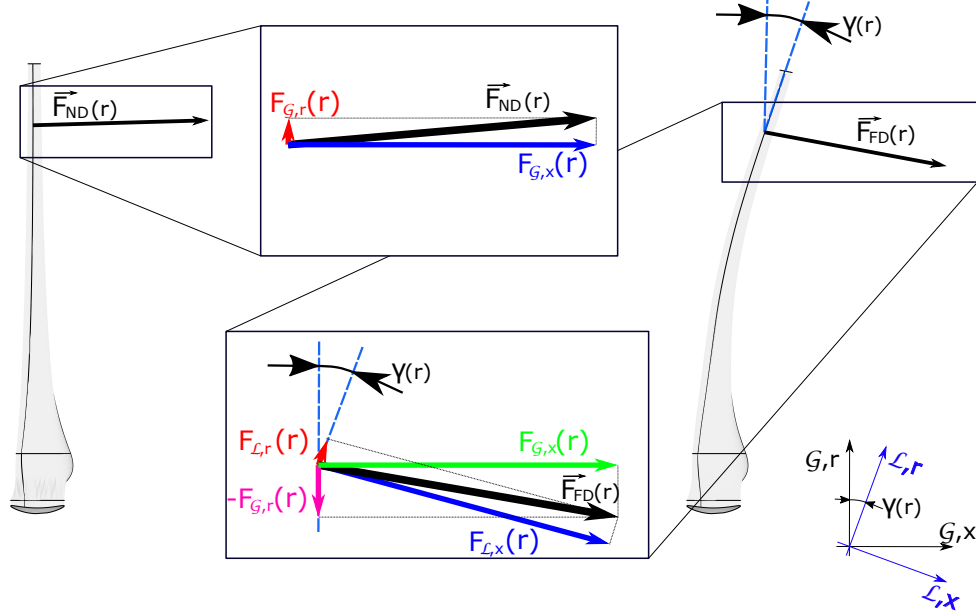 γ(r)
F⃗ND(r)
F𝒢,r(r)
F⃗ND(r)
F𝒢,x(r)
F⃗FD(r)
γ(r)
Fℒ,r(r)
F𝒢,x(r)
-F𝒢,r(r)
F⃗FD(r)
Fℒ,x(r)
𝒢,r
ℒ,r
γ(r)
𝒢,x
ℒ,x